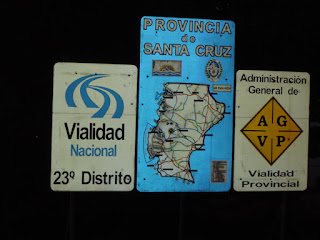 Vialidad
Nacional
23º Distrito
PROVINCIA
de
SANTA CRUZ
Administración
General de
A G
V P
Vialidad
Provincial